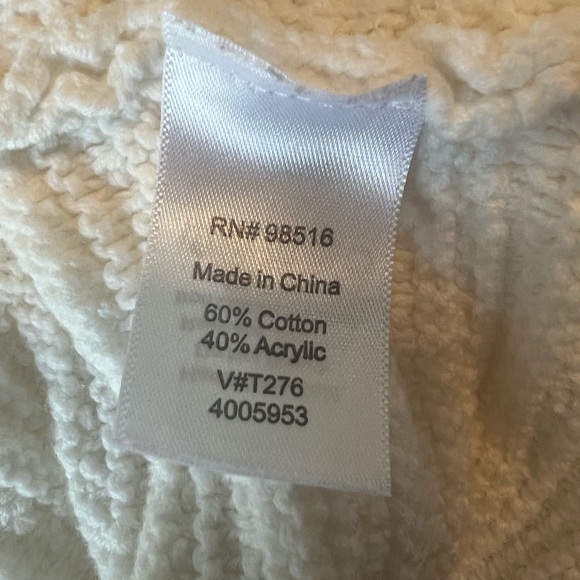 RN# 98516
Made in China
60% Cotton
40% Acrylic
V#T276
4005953